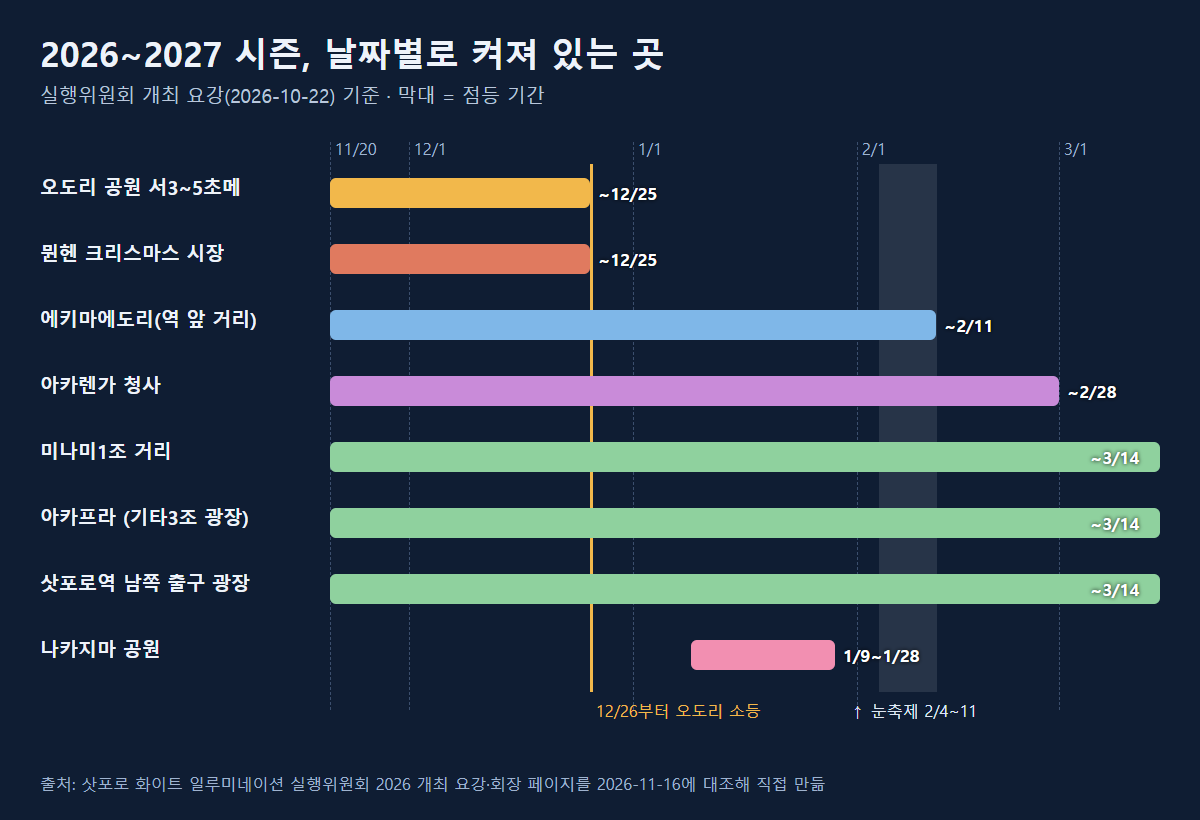 2026~2027 시즌, 날짜별로 켜져 있는 곳
실행위원회 개최 요강(2026-10-22) 기준 · 막대 = 점등 기간
11/20 12/1 1/1 2/1 3/1
오도리 공원 서3~5초메 ~12/25
뮌헨 크리스마스 시장 ~12/25
에키마에도리(역 앞 거리) ~2/11
아카렌가 청사 ~2/28
미나미1조 거리 ~3/14
아카프라 (기타3조 광장) ~3/14
삿포로역 남쪽 출구 광장 ~3/14
나카지마 공원 1/9~1/28
12/26부터 오도리 소등 ↑ 눈축제 2/4~11
출처: 삿포로 화이트 일루미네이션 실행위원회 2026 개최 요강·회장 페이지를 2026-11-16에 대조해 직접 만듦